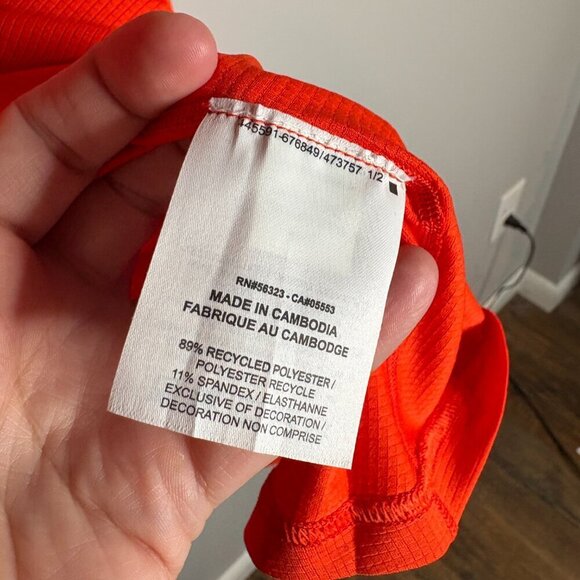 445591-676849/473757 1/2
RN#56323 - CA#05553
MADE IN CAMBODIA
FABRIQUE AU CAMBODGE
89% RECYCLED POLYESTER /
POLYESTER RECYCLE
11% SPANDEX / ELASTHANNE
EXCLUSIVE OF DECORATION /
DECORATION NON COMPRISE